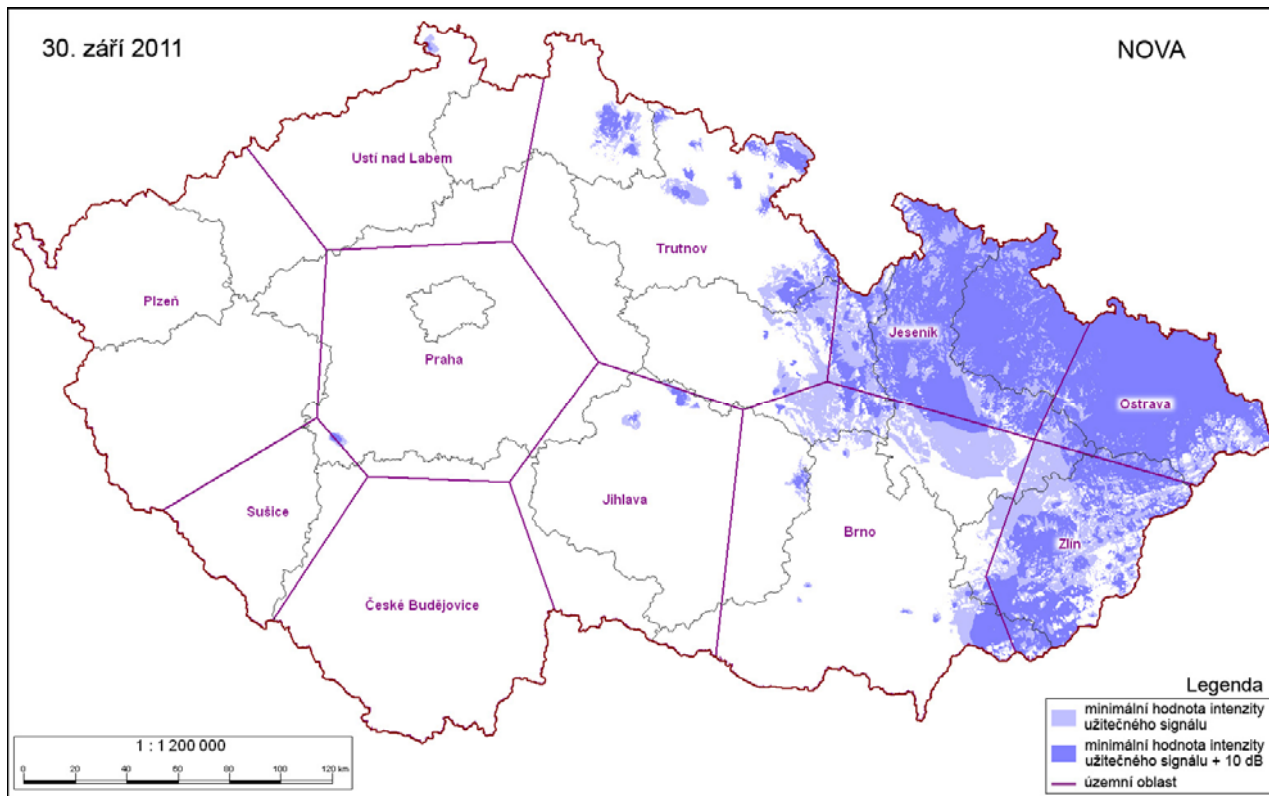 30. září 2011
NOVA
Ustí nad Labem
Trutnov
Plzeň
Jeseník
Praha
Ostrava
Sušice
Jihlava
Brno
Zlín
České Budějovice
Legenda
minimální hodnota intenzity
užitečného signálu
minimální hodnota intenzity
užitečného signálu + 10 dB
územní oblast
1 : 1 200 000
0 20 40 60 80 100 120 km